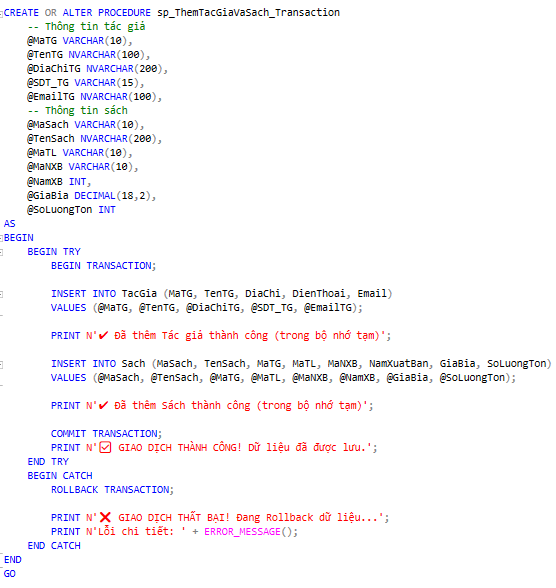 CREATE OR ALTER PROCEDURE sp_ThemTacGiaVaSach_Transaction
    -- Thông tin tác giả
    @MaTG VARCHAR(10),
    @TenTG NVARCHAR(100),
    @DiaChiTG NVARCHAR(200),
    @SDT_TG VARCHAR(15),
    @EmailTG NVARCHAR(100),
    -- Thông tin sách
    @MaSach VARCHAR(10),
    @TenSach NVARCHAR(200),
    @MaTL VARCHAR(10),
    @MaNXB VARCHAR(10),
    @NamXB INT,
    @GiaBia DECIMAL(18,2),
    @SoLuongTon INT
AS
BEGIN
    BEGIN TRY
        BEGIN TRANSACTION;
        INSERT INTO TacGia (MaTG, TenTG, DiaChi, DienThoai, Email)
        VALUES (@MaTG, @TenTG, @DiaChiTG, @SDT_TG, @EmailTG);
        PRINT N'✔ Đã thêm Tác giả thành công (trong bộ nhớ tạm)';
        INSERT INTO Sach (MaSach, TenSach, MaTG, MaTL, MaNXB, NamXuatBan, GiaBia, SoLuongTon)
        VALUES (@MaSach, @TenSach, @MaTG, @MaTL, @MaNXB, @NamXB, @GiaBia, @SoLuongTon);
        PRINT N'✔ Đã thêm Sách thành công (trong bộ nhớ tạm)';
        COMMIT TRANSACTION;
        PRINT N'✅ GIAO DỊCH THÀNH CÔNG! Dữ liệu đã được lưu.';
    END TRY
    BEGIN CATCH
        ROLLBACK TRANSACTION;
        PRINT N'❌ GIAO DỊCH THẤT BẠI! Đang Rollback dữ liệu...';
        PRINT N'Lỗi chi tiết: ' + ERROR_MESSAGE();
    END CATCH
END
GO